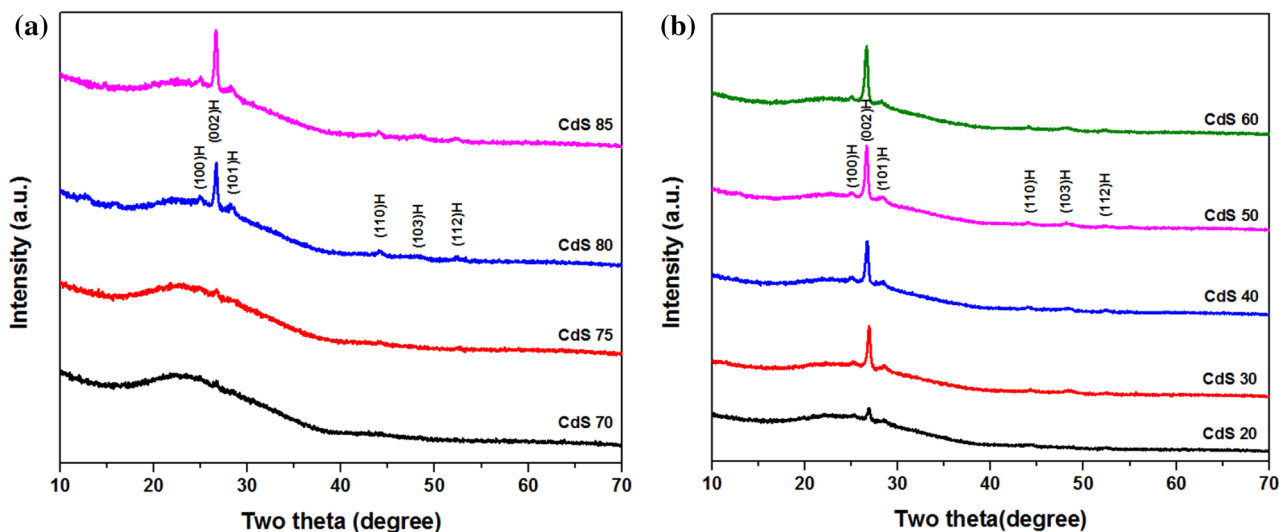 (a)
Intensity (a.u.)
CdS 85
(100)H
(002)H
(101)H
(110)H
(103)H
(112)H
CdS 80
CdS 75
CdS 70
10 20 30 40 50 60 70
Two theta (degree)
(b)
Intensity (a.u.)
CdS 60
(100)H
(002)H
(101)H
(110)H
(103)H
(112)H
CdS 50
CdS 40
CdS 30
CdS 20
10 20 30 40 50 60 70
Two theta(degree)